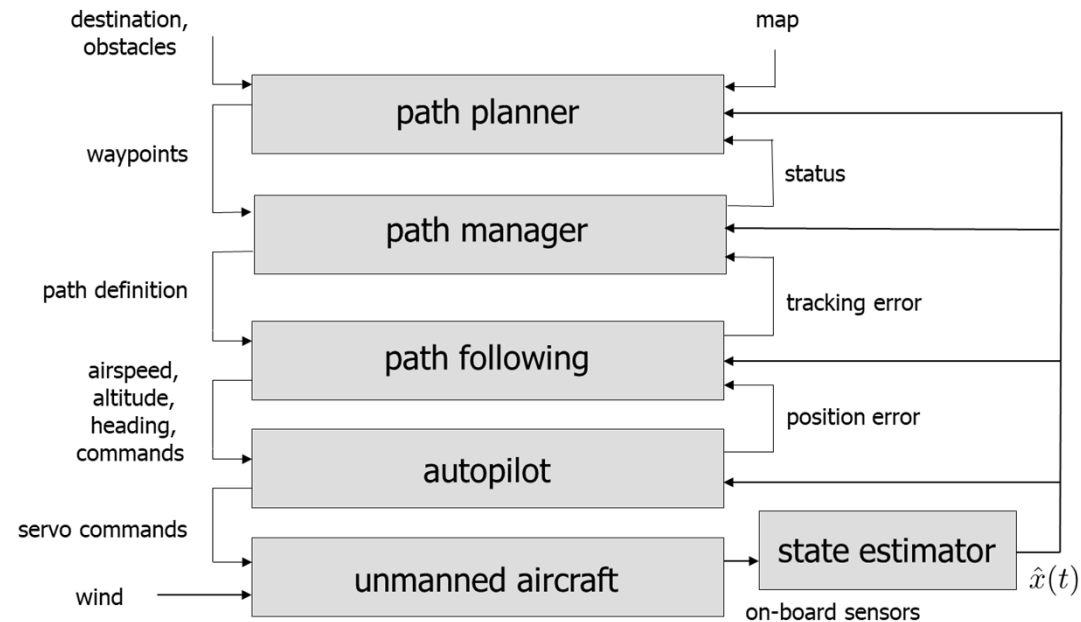 destination,
obstacles
map
path planner
waypoints
status
path manager
path definition
tracking error
path following
airspeed,
altitude,
heading,
commands
position error
autopilot
servo commands
state estimator
unmanned aircraft
x̂(t)
wind
on-board sensors